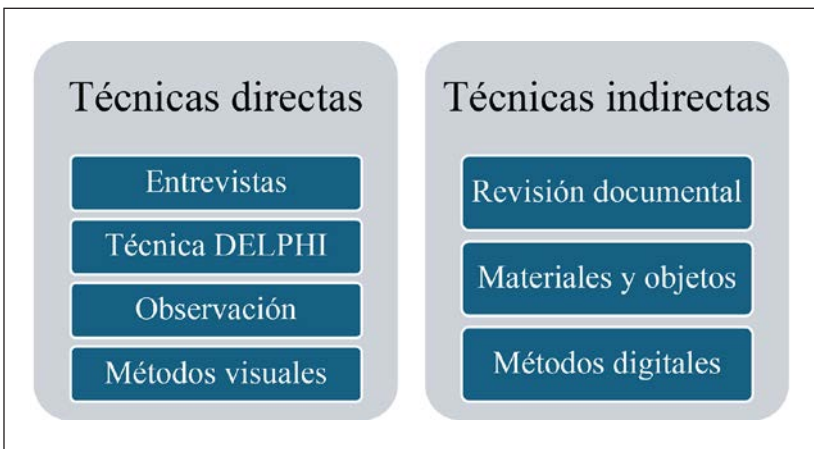 Técnicas directas
Entrevistas
Técnica DELPHI
Observación
Métodos visuales
Técnicas indirectas
Revisión documental
Materiales y objetos
Métodos digitales